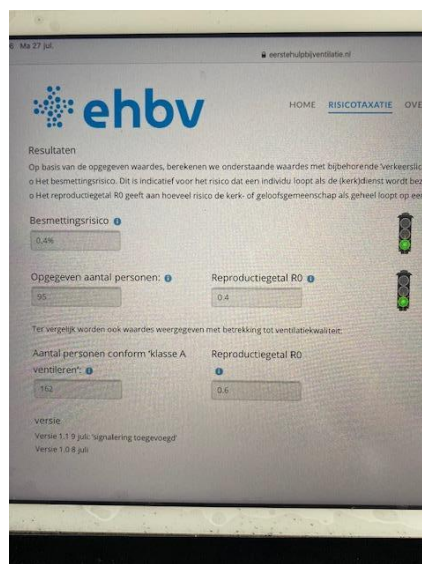 Ma 27 jul.
eerstehulpbijventilatie.nl
ehbv
HOME RISICOTAXATIE OVE
Resultaten
Op basis van de opgegeven waardes, berekenen we onderstaande waardes met bijbehorende 'verkeerslic
o Het besmettingsrisico. Dit is indicatief voor het risico dat een individu loopt als de (kerk)dienst wordt bez
o Het reproductiegetal R0 geeft aan hoeveel risico de kerk- of geloofsgemeenschap als geheel loopt op ee
Besmettingsrisico
0.4%
Opgegeven aantal personen: Reproductiegetal R0
95 0.4
Ter vergelijk worden ook waardes weergegeven met betrekking tot ventilatiekwaliteit:
Aantal personen conform 'klasse A Reproductiegetal R0
ventileren':
162 0.6
versie
Versie 1.1 9 juli: 'signalering toegevoegd'
Versie 1.0 8 juli